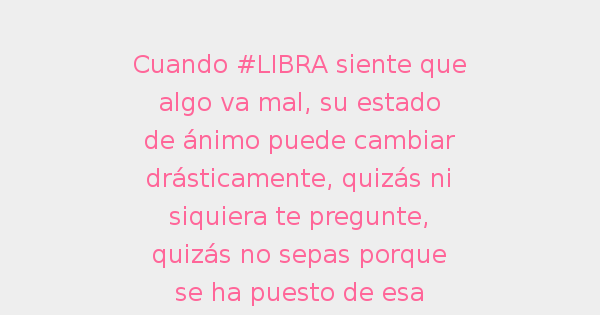 Cuando #LIBRA siente que
algo va mal, su estado
de ánimo puede cambiar
drásticamente, quizás ni
siquiera te pregunte,
quizás no sepas porque
se ha puesto de esa